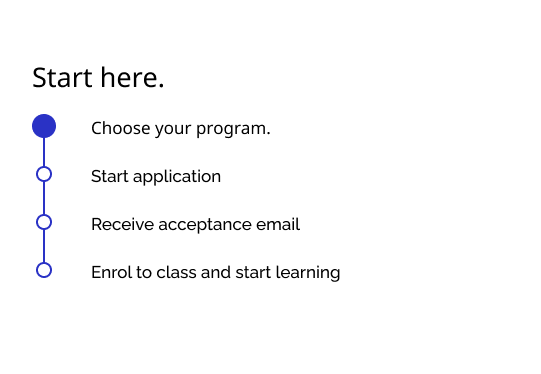 Start here.
Choose your program.
Start application
Receive acceptance email
Enrol to class and start learning